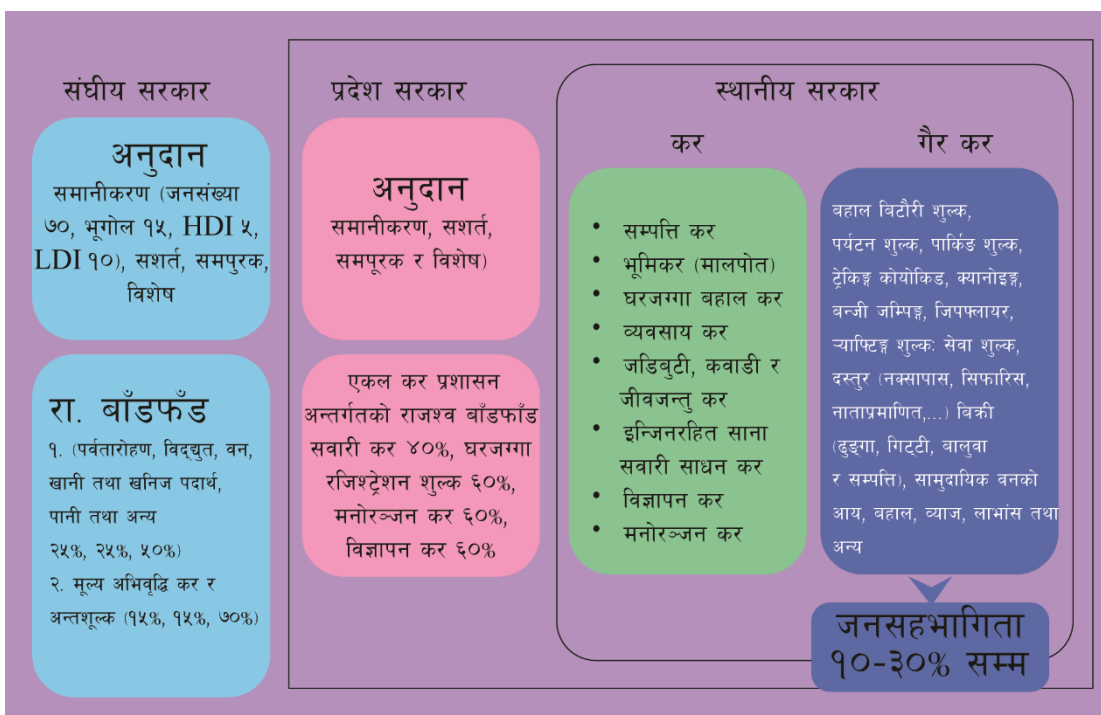 संघीय सरकार
अनुदान
समानीकरण (जनसंख्या
७०, भूगोल १५, HDI ५,
LDI १०), सशर्त, समपुरक,
विशेष
रा. बाँडफँड
१. (पर्वतारोहण, विद्द्युत, वन,
खानी तथा खनिज पदार्थ,
पानी तथा अन्य
२५%, २५%, ५०%)
२. मूल्य अभिवृद्धि कर र
अन्तशूल्क (१५%, १५%, ७०%)
प्रदेश सरकार
अनुदान
समानीकरण, सशर्त,
समपूरक र विशेष)
एकल कर प्रशासन
अन्तर्गतको राजश्व बाँडफाँड
सवारी कर ४०%, घरजग्गा
रजिश्ट्रेशन शुल्क ६०%,
मनोरञ्जन कर ६०%,
विज्ञापन कर ६०%
स्थानीय सरकार
कर
• सम्पत्ति कर
• भूमिकर (मालपोत)
• घरजग्गा बहाल कर
• व्यवसाय कर
• जडिबुटी, कवाडी र
जीवजन्तु कर
• इन्जिनरहित साना
सवारी साधन कर
• विज्ञापन कर
• मनोरञ्जन कर
गैर कर
बहाल बिटौरी शुल्क,
पर्यटन शुल्क, पार्किङ शुल्क,
ट्रेकिङ्ग कोयोकिड, क्यानोइङ्ग,
बन्जी जम्पिङ्ग, जिपफ्लायर,
र्‍याफ्टिङ्ग शुल्कः सेवा शुल्क,
दस्तुर (नक्सापास, सिफारिस,
नाताप्रमाणित,...) बिक्री
(ढुङ्गा, गिट्टी, बालुवा
र सम्पत्ति), सामुदायिक वनको
आय, बहाल, व्याज, लाभांस तथा
अन्य
जनसहभागिता
१०-३०% सम्म